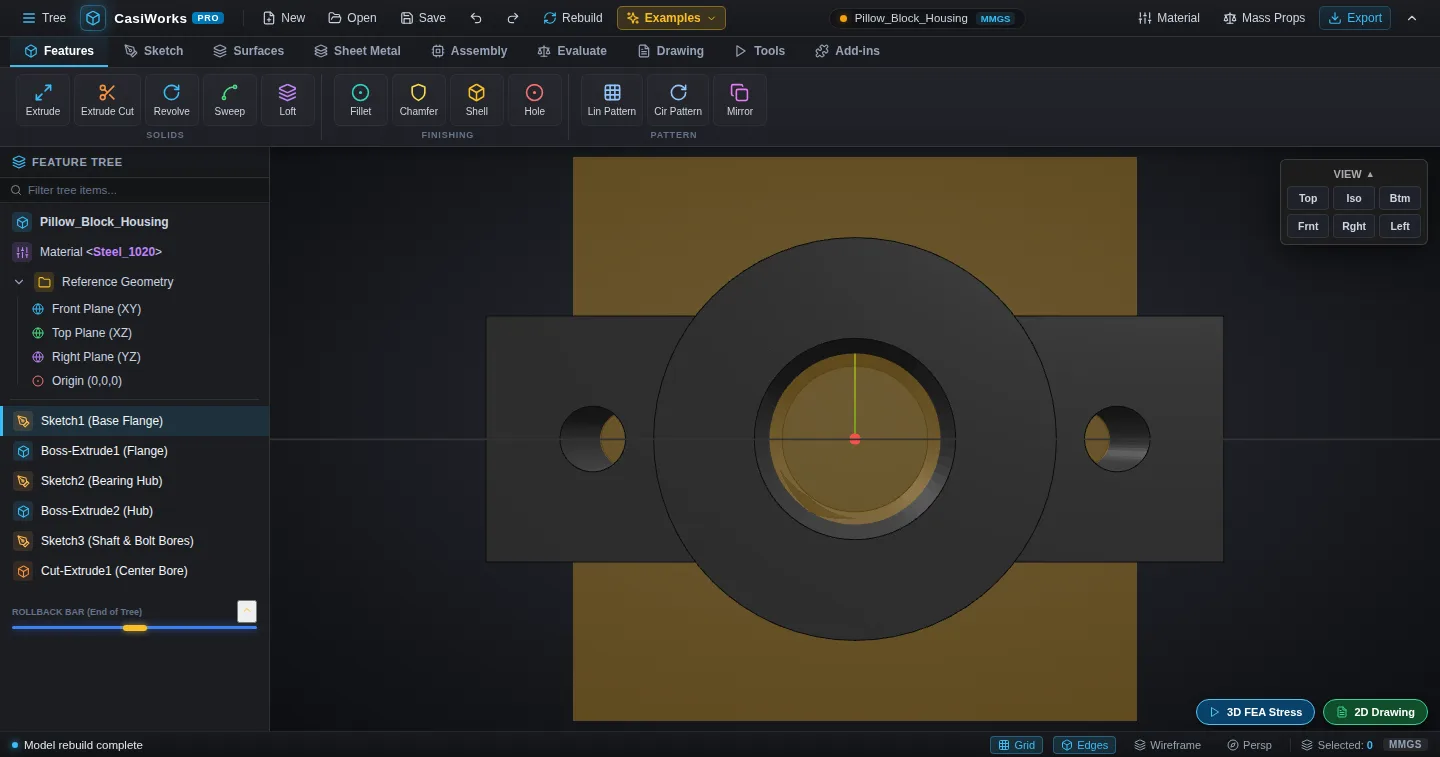 Tree CasiWorks PRO New Open Save Rebuild Examples Pillow_Block_Housing MMGS Material Mass Props Export
Features Sketch Surfaces Sheet Metal Assembly Evaluate Drawing Tools Add-ins
Extrude Extrude Cut Revolve Sweep Loft Fillet Chamfer Shell Hole Lin Pattern Cir Pattern Mirror
SOLIDS FINISHING PATTERN
FEATURE TREE
Filter tree items...
Pillow_Block_Housing
Material <Steel_1020>
Reference Geometry
Front Plane (XY)
Top Plane (XZ)
Right Plane (YZ)
Origin (0,0,0)
Sketch1 (Base Flange)
Boss-Extrude1 (Flange)
Sketch2 (Bearing Hub)
Boss-Extrude2 (Hub)
Sketch3 (Shaft & Bolt Bores)
Cut-Extrude1 (Center Bore)
ROLLBACK BAR (End of Tree)
VIEW ▲
Top Iso Btm
Frnt Rght Left
3D FEA Stress 2D Drawing
Model rebuild complete Grid Edges Wireframe Persp Selected: 0 MMGS